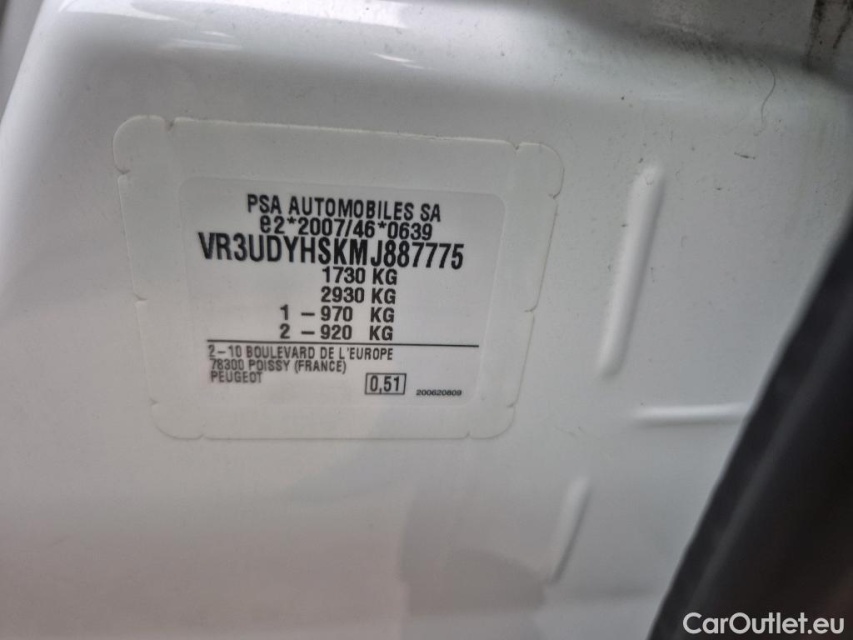 PSA AUTOMOBILES SA
e2*2007/46*0639
VR3UDYHSKMJ887775
1730 KG
2930 KG
1 – 970 KG
2 – 920 KG
2–10 BOULEVARD DE L'EUROPE
78300 POISSY (FRANCE)
PEUGEOT
0,51
200620809
CarOutlet.eu